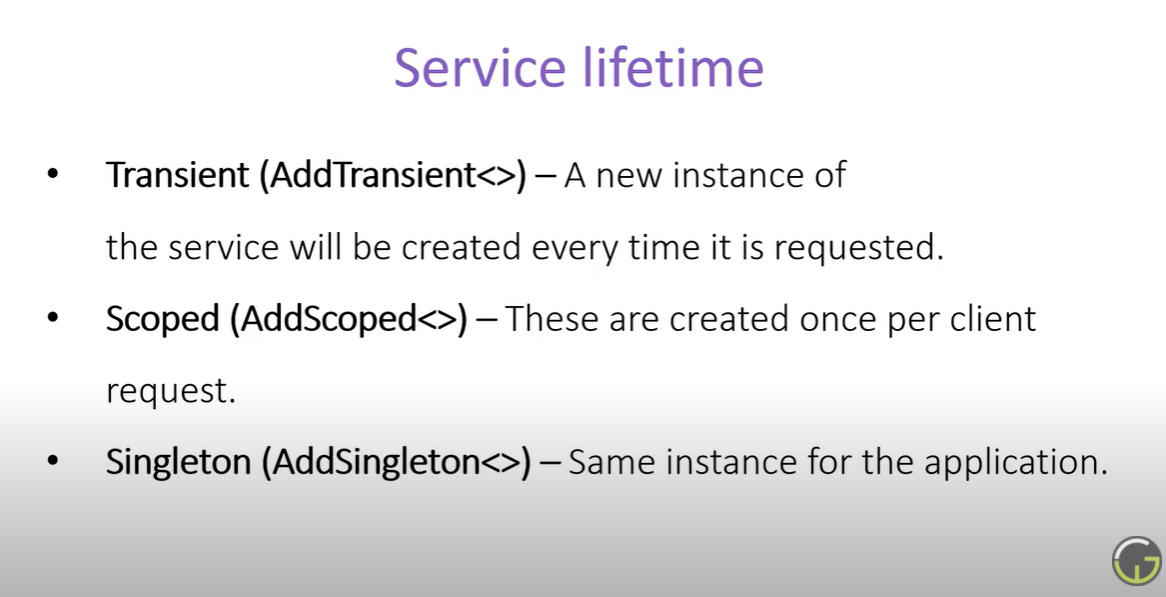 Service lifetime
• Transient (AddTransient<>) – A new instance of
the service will be created every time it is requested.
• Scoped (AddScoped<>) – These are created once per client
request.
• Singleton (AddSingleton<>) – Same instance for the application.